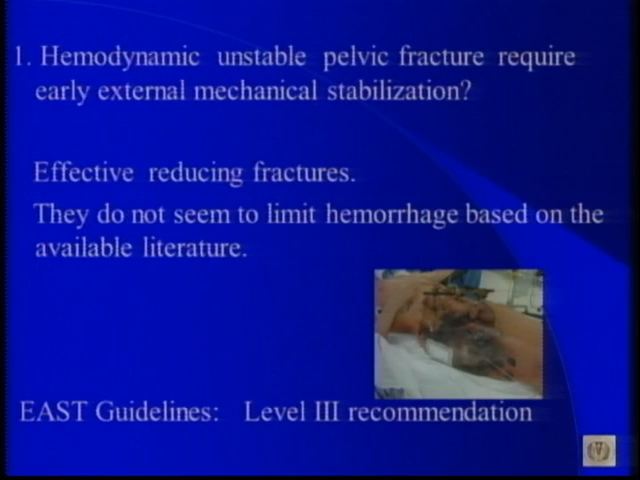 1. Hemodynamic unstable pelvic fracture require
early external mechanical stabilization?
Effective reducing fractures.
They do not seem to limit hemorrhage based on the
available literature.
EAST Guidelines: Level III recommendation